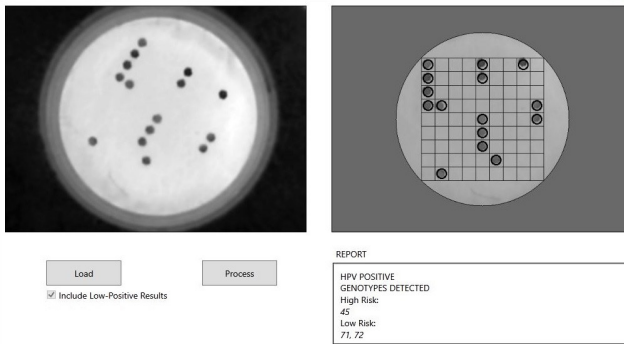 Load
Process
Include Low-Positive Results
REPORT
HPV POSITIVE
GENOTYPES DETECTED
High Risk:
45
Low Risk:
71, 72